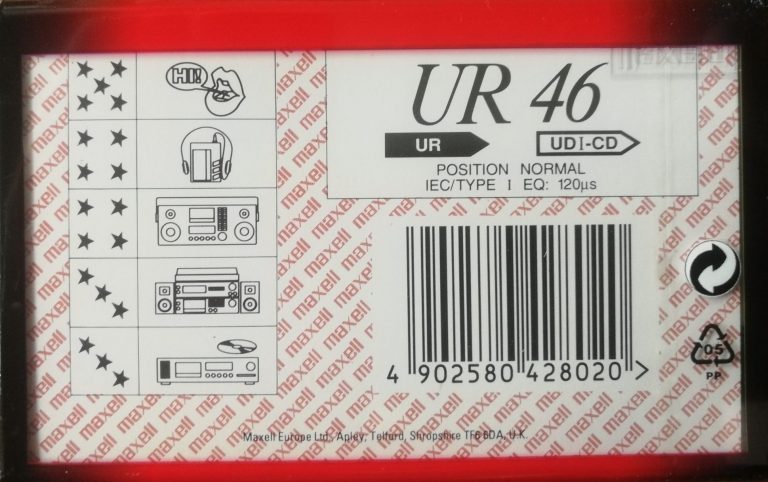 HI!
maxell
UR 46
UR
UDI-CD
POSITION NORMAL
IEC/TYPE I EQ: 120µs
4 902580 428020 >
05
PP
Maxell Europe Ltd., Apley, Telford, Shropshire TF6 6DA, U.K.